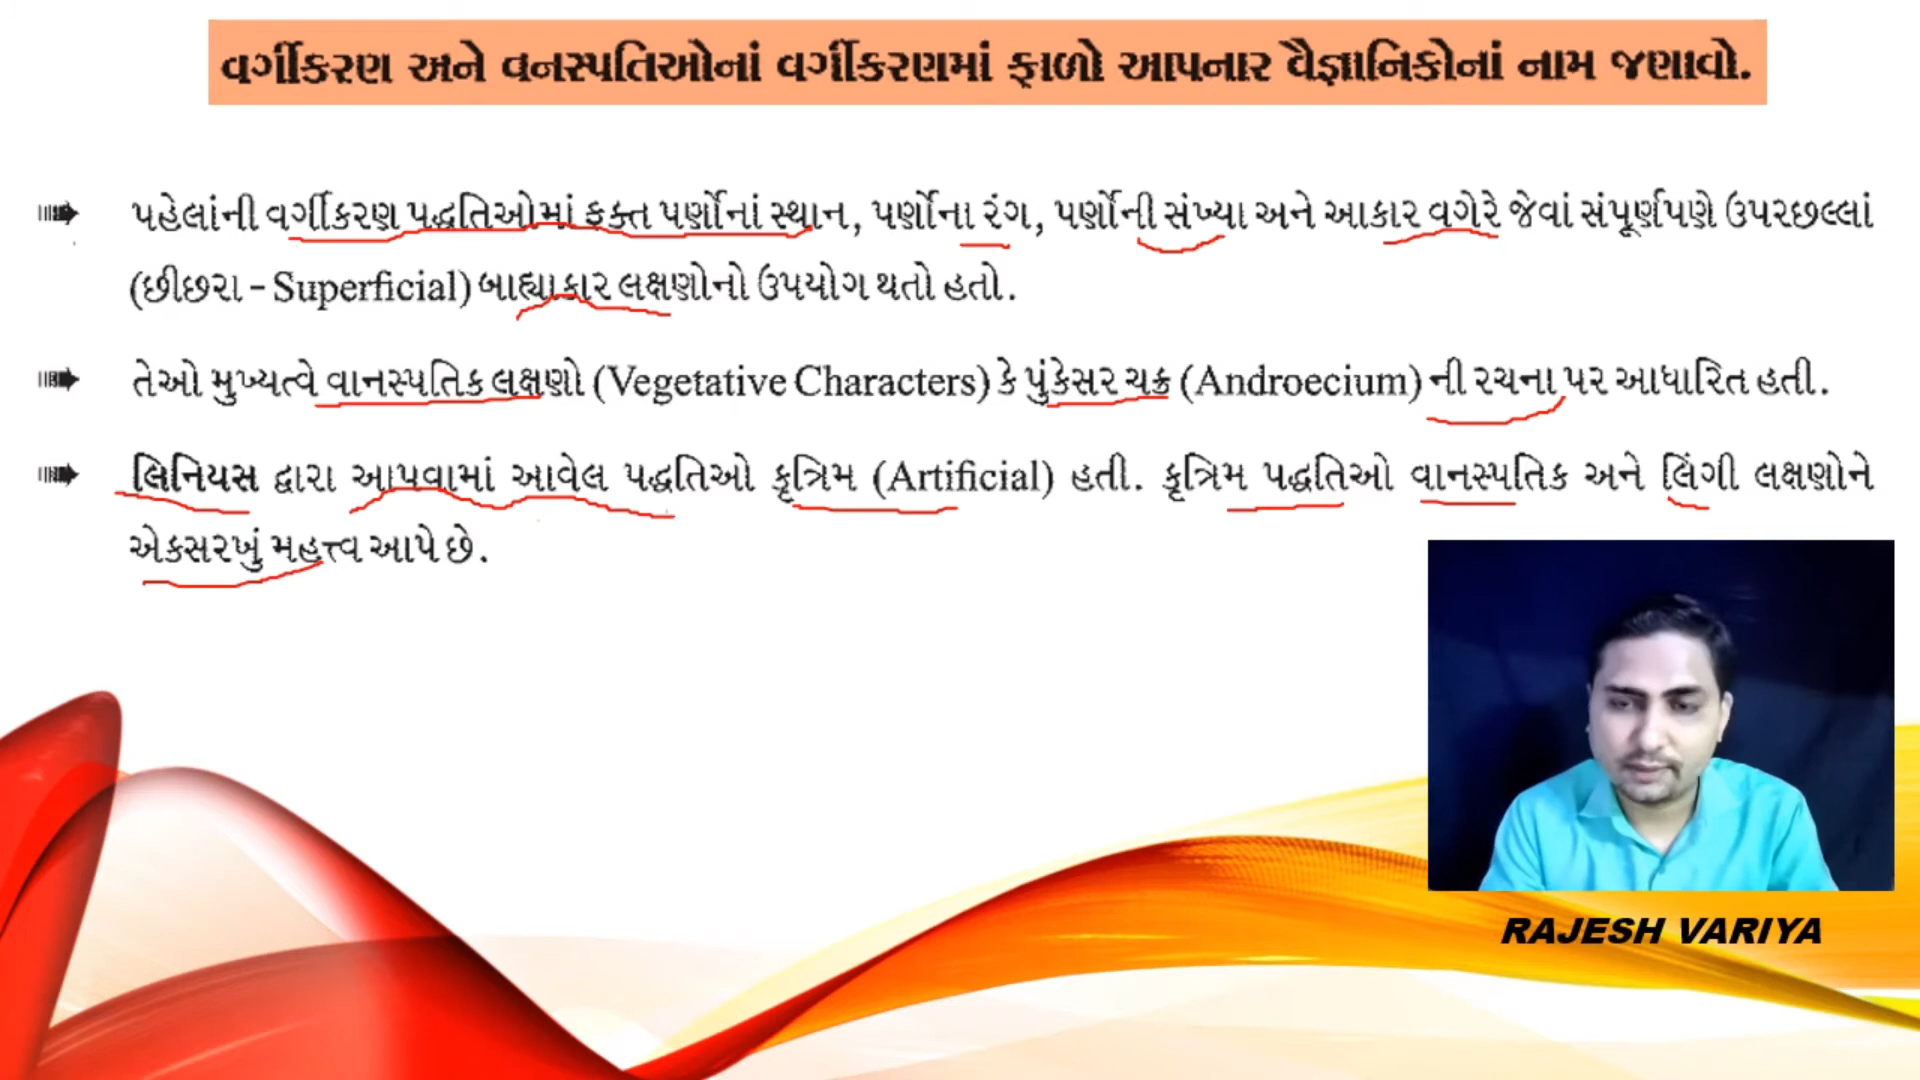 વર્ગીકરણ અને વનસ્પતિઓનાં વર્ગીકરણમાં ફાળો આપનાર વૈજ્ઞાનિકોનાં નામ જણાવો.
પહેલાંની વર્ગીકરણ પદ્ધતિઓમાં ફક્ત પર્ણોનાં સ્થાન, પર્ણોના રંગ, પર્ણોની સંખ્યા અને આકાર વગેરે જેવાં સંપૂર્ણપણે ઉપરછલ્લાં
(છીછરા – Superficial) બાહ્યાકાર લક્ષણોનો ઉપયોગ થતો હતો.
તેઓ મુખ્યત્વે વાનસ્પતિક લક્ષણો (Vegetative Characters) કે પુંકેસર ચક્ર (Androecium) ની રચના પર આધારિત હતી.
લિનિયસ દ્વારા આપવામાં આવેલ પદ્ધતિઓ કૃત્રિમ (Artificial) હતી. કૃત્રિમ પદ્ધતિઓ વાનસ્પતિક અને લિંગી લક્ષણોને
એકસરખું મહત્ત્વ આપે છે.
RAJESH VARIYA